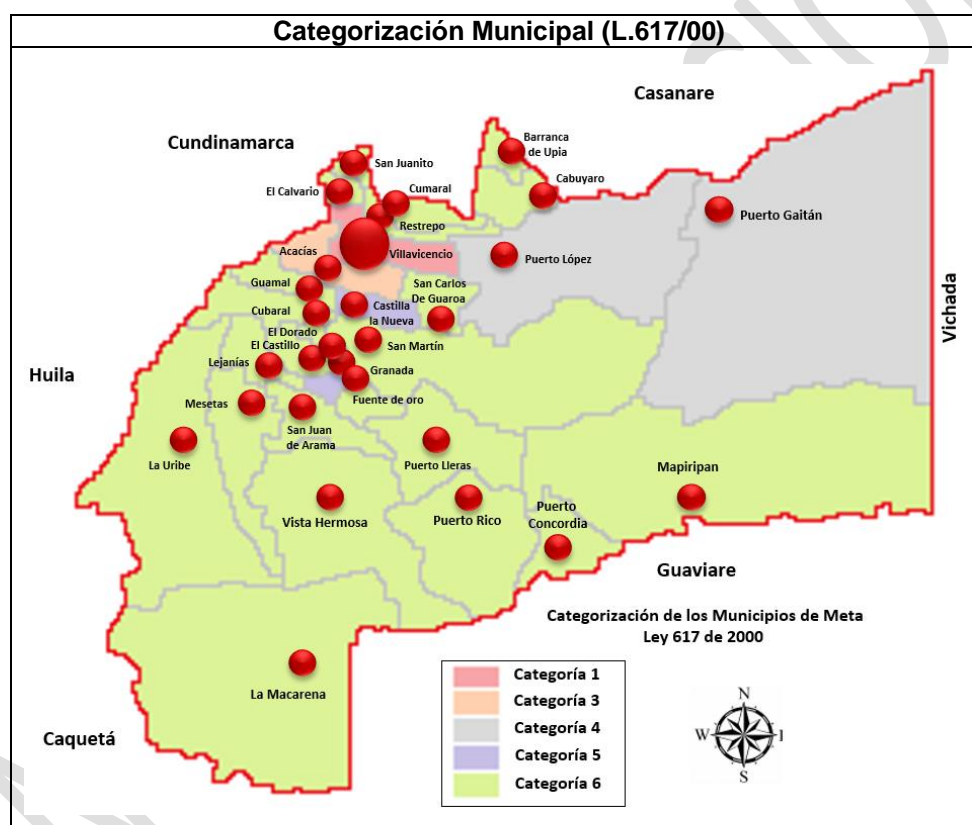 Categorización Municipal (L.617/00)
Casanare
Cundinamarca
Barranca
de Upia
San Juanito
El Calvario
Cabuyaro
Cumaral
Puerto Gaitán
Restrepo
Acacías
Villavicencio
Puerto López
Guamal
San Carlos
De Guaroa
Cubaral
Castilla
la Nueva
Vichada
El Dorado
El Castillo
San Martín
Lejanías
Granada
Huila
Fuente de oro
Mesetas
San Juan
de Arama
La Uribe
Puerto Lleras
Mapiripan
Vista Hermosa
Puerto Rico
Puerto
Concordia
Guaviare
Categorización de los Municipios de Meta
Ley 617 de 2000
La Macarena
Caquetá
Categoría 1
Categoría 3
Categoría 4
Categoría 5
Categoría 6
N
W
I
S